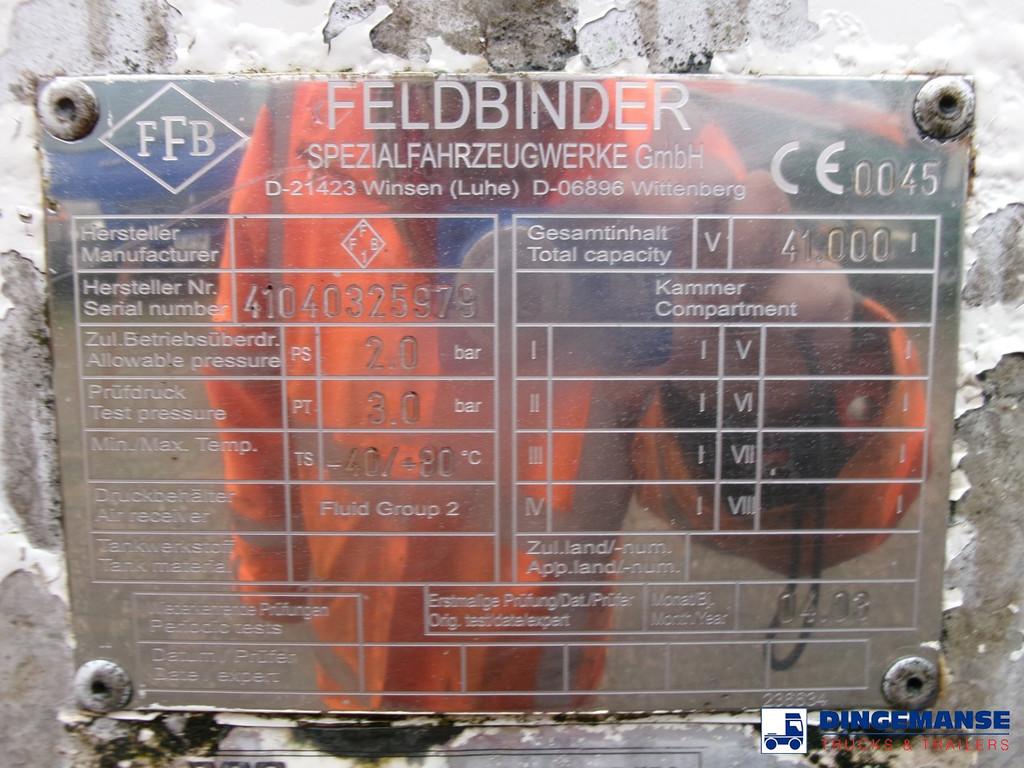 FFB
FELDBINDER
SPEZIALFAHRZEUGWERKE GmbH
D-21423 Winsen (Luhe) D-06896 Wittenberg
CE 0045
Hersteller
Manufacturer
F
F B
1
Hersteller Nr.
Serial number 41040325979
Zul.Betriebsüberdr.
Allowable pressure PS 2.0 bar
Prüfdruck
Test pressure PT 3.0 bar
Min./Max. Temp. TS -40/+80 °C
Druckbehälter
Air receiver Fluid Group 2
Tankwerkstoff
Tank material
Gesamtinhalt
Total capacity V 41.000 l
Kammer
Compartment
I l V l
II l VI l
III l VII l
IV l VIII l
Zul.land/-num.
App.land/-num.
Wiederkehrende Prüfungen
Periodic tests
Erstmalige Prüfung/Dat./Prüfer
Orig. test/date/expert
Monat/Bj.
Month/Year 04.03
Datum / Prüfer
Date / expert
236634
DINGEMANSE
TRUCKS & TRAILERS